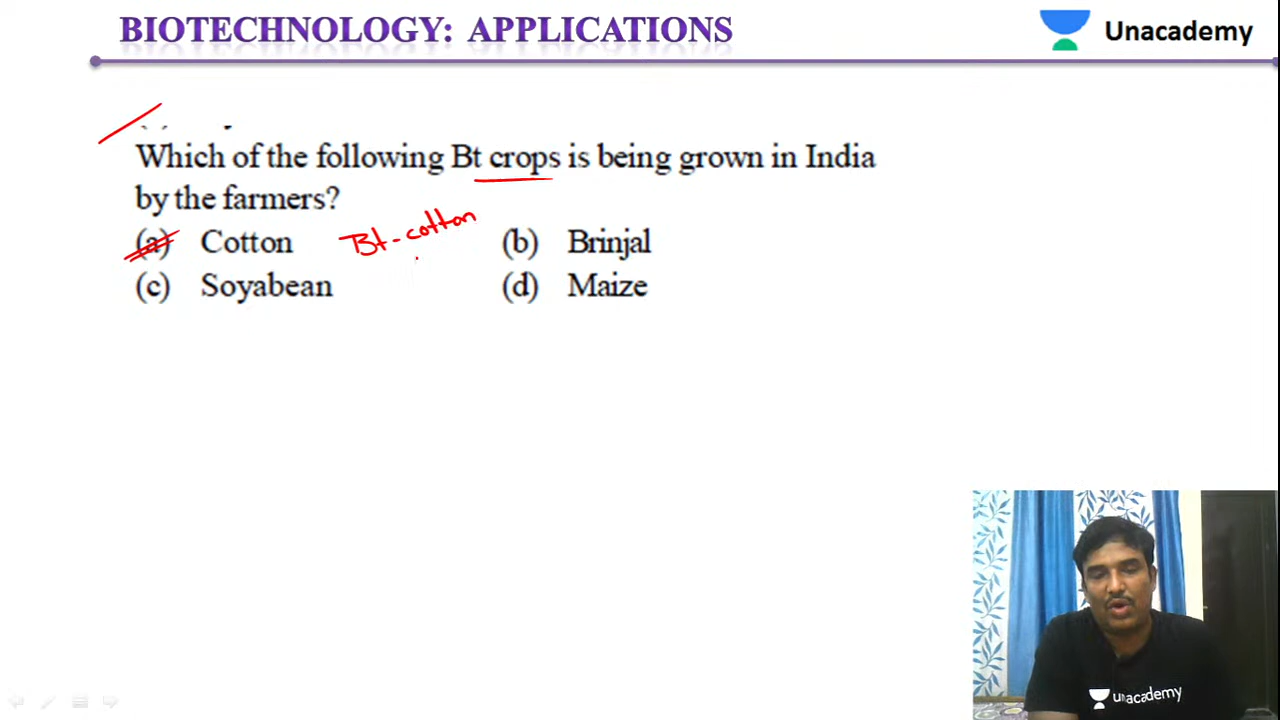 BIOTECHNOLOGY: APPLICATIONS
Unacademy
Which of the following Bt crops is being grown in India
by the farmers?
(a) Cotton Bt-cotton (b) Brinjal
(c) Soyabean (d) Maize
unacademy